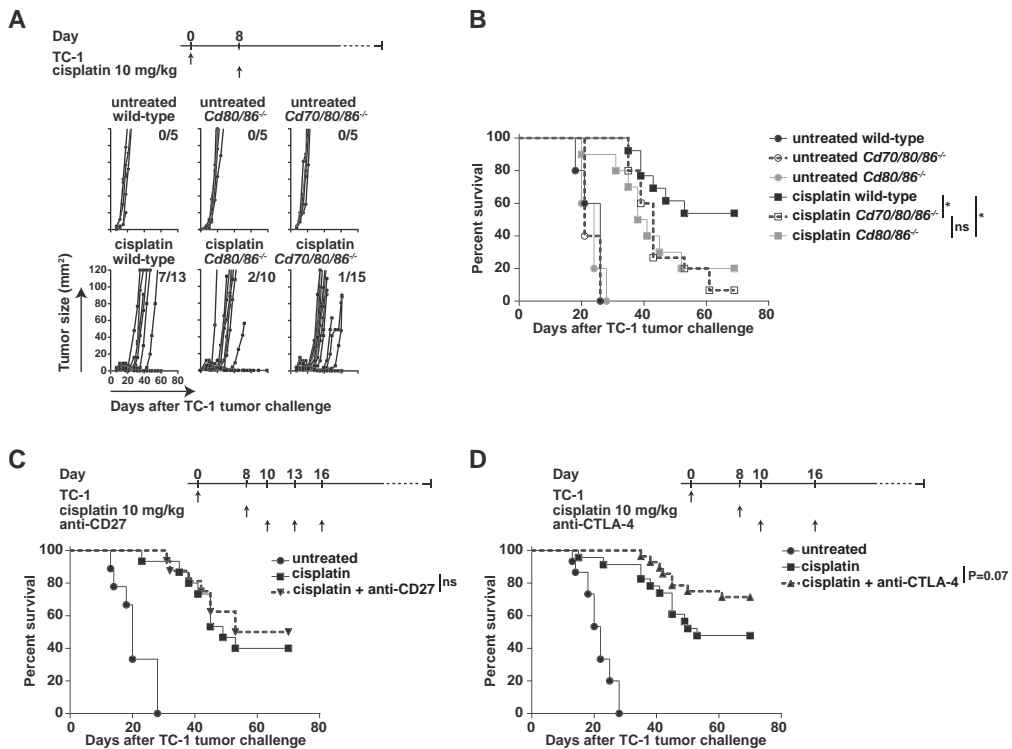 A
Day 0 8
TC-1
cisplatin 10 mg/kg
untreated wild-type 0/5
untreated Cd80/86-/- 0/5
untreated Cd70/80/86-/- 0/5
cisplatin wild-type 7/13
cisplatin Cd80/86-/- 2/10
cisplatin Cd70/80/86-/- 1/15
Tumor size (mm²)
120
100
80
60
40
20
0
0 20 40 60 80
Days after TC-1 tumor challenge
B
Percent survival
100
80
60
40
20
0
0 20 40 60 80
Days after TC-1 tumor challenge
untreated wild-type
untreated Cd70/80/86-/-
untreated Cd80/86-/-
cisplatin wild-type
cisplatin Cd70/80/86-/-
cisplatin Cd80/86-/-
* ns *
C
Day 0 8 10 13 16
TC-1
cisplatin 10 mg/kg
anti-CD27
Percent survival
100
80
60
40
20
0
0 20 40 60 80
Days after TC-1 tumor challenge
untreated
cisplatin
cisplatin + anti-CD27
ns
D
Day 0 8 10 16
TC-1
cisplatin 10 mg/kg
anti-CTLA-4
Percent survival
100
80
60
40
20
0
0 20 40 60 80
Days after TC-1 tumor challenge
untreated
cisplatin
cisplatin + anti-CTLA-4
P=0.07